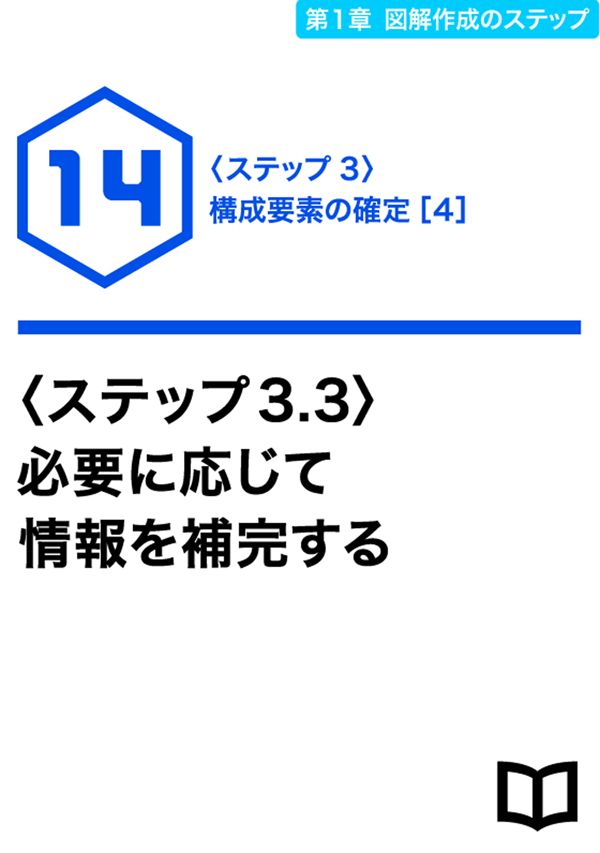 第1章 図解作成のステップ
14
〈ステップ 3〉
構成要素の確定［4］
〈ステップ 3.3〉
必要に応じて
情報を補完する